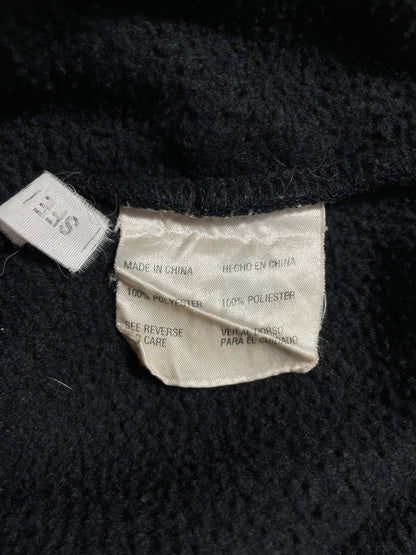 MADE IN CHINA
100% POLYESTER
SEE REVERSE
CARE
HECHO EN CHINA
100% POLIESTER
VER AL DORSO
PARA EL CUIDADO